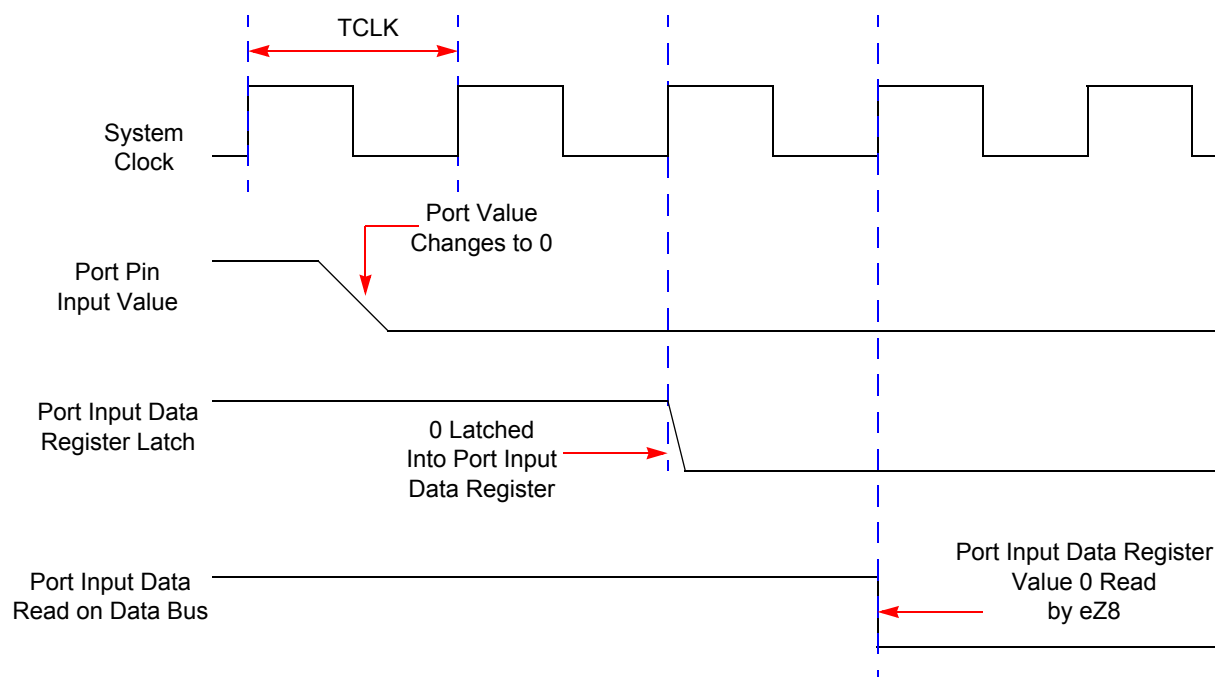 TCLK
System
Clock
Port Value
Changes to 0
Port Pin
Input Value
Port Input Data
Register Latch
0 Latched
Into Port Input
Data Register
Port Input Data
Read on Data Bus
Port Input Data Register
Value 0 Read
by eZ8